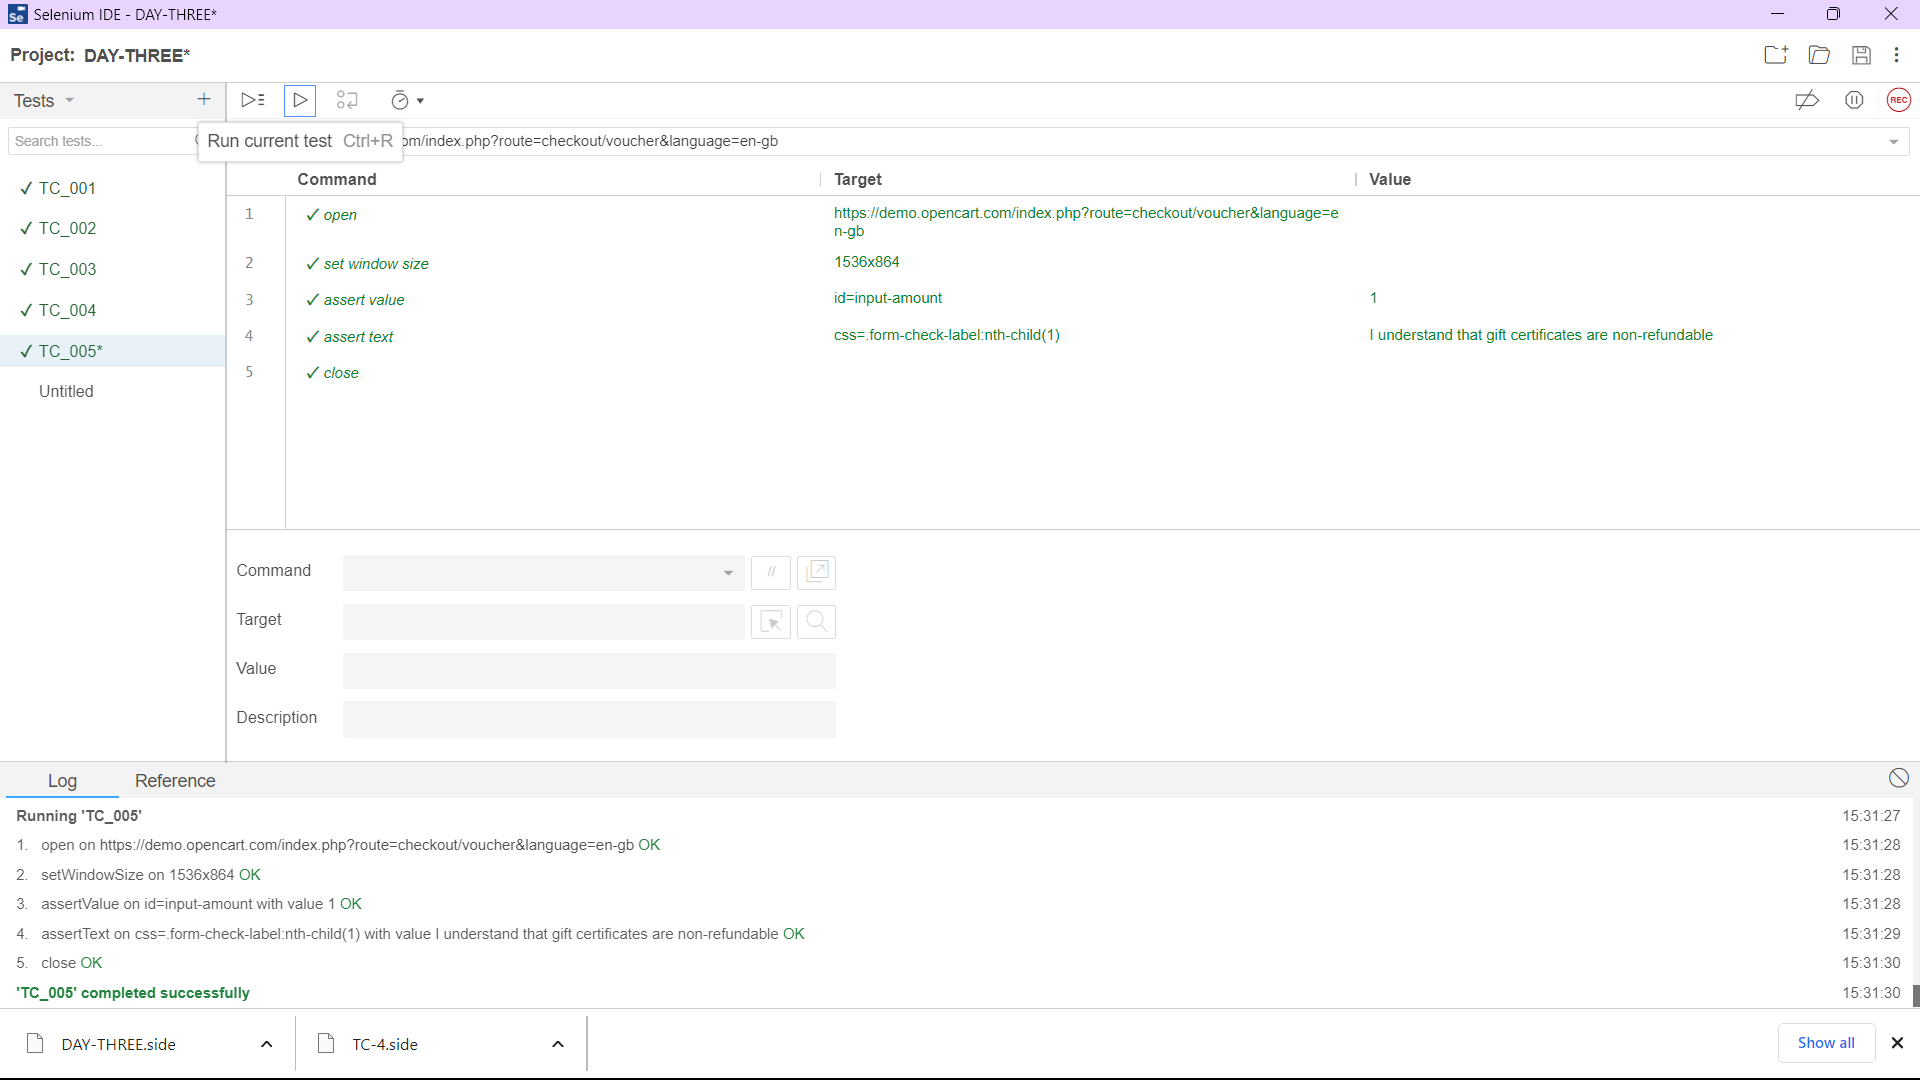 Selenium IDE - DAY-THREE*
Project: DAY-THREE*
Tests
Search tests...
Run current test Ctrl+R
om/index.php?route=checkout/voucher&language=en-gb
Command Target Value
TC_001
TC_002
TC_003
TC_004
TC_005*
Untitled
1 ✓ open https://demo.opencart.com/index.php?route=checkout/voucher&language=e
n-gb
2 ✓ set window size 1536x864
3 ✓ assert value id=input-amount 1
4 ✓ assert text css=.form-check-label:nth-child(1) I understand that gift certificates are non-refundable
5 ✓ close
REC
Command //
Target
Value
Description
Log Reference
Running 'TC_005' 15:31:27
1. open on https://demo.opencart.com/index.php?route=checkout/voucher&language=en-gb OK 15:31:28
2. setWindowSize on 1536x864 OK 15:31:28
3. assertValue on id=input-amount with value 1 OK 15:31:28
4. assertText on css=.form-check-label:nth-child(1) with value I understand that gift certificates are non-refundable OK 15:31:29
5. close OK 15:31:30
'TC_005' completed successfully 15:31:30
DAY-THREE.side TC-4.side Show all